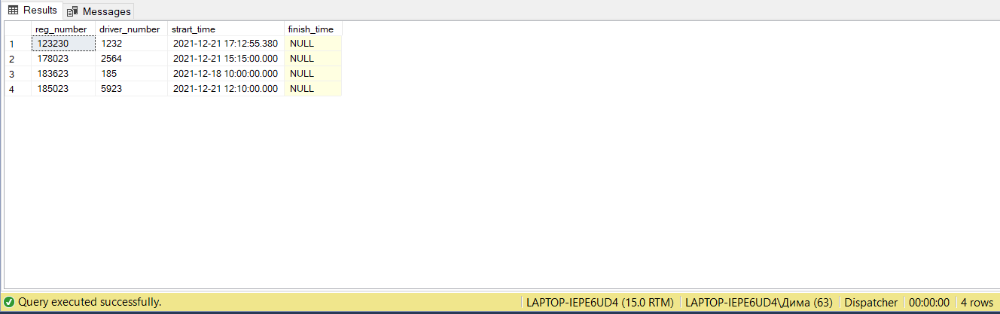 Results Messages
reg_number driver_number strart_time finish_time
1 123230 1232 2021-12-21 17:12:55.380 NULL
2 178023 2564 2021-12-21 15:15:00.000 NULL
3 183623 185 2021-12-18 10:00:00.000 NULL
4 185023 5923 2021-12-21 12:10:00.000 NULL
Query executed successfully. LAPTOP-IEPE6UD4 (15.0 RTM) LAPTOP-IEPE6UD4\Дима (63) Dispatcher 00:00:00 4 rows